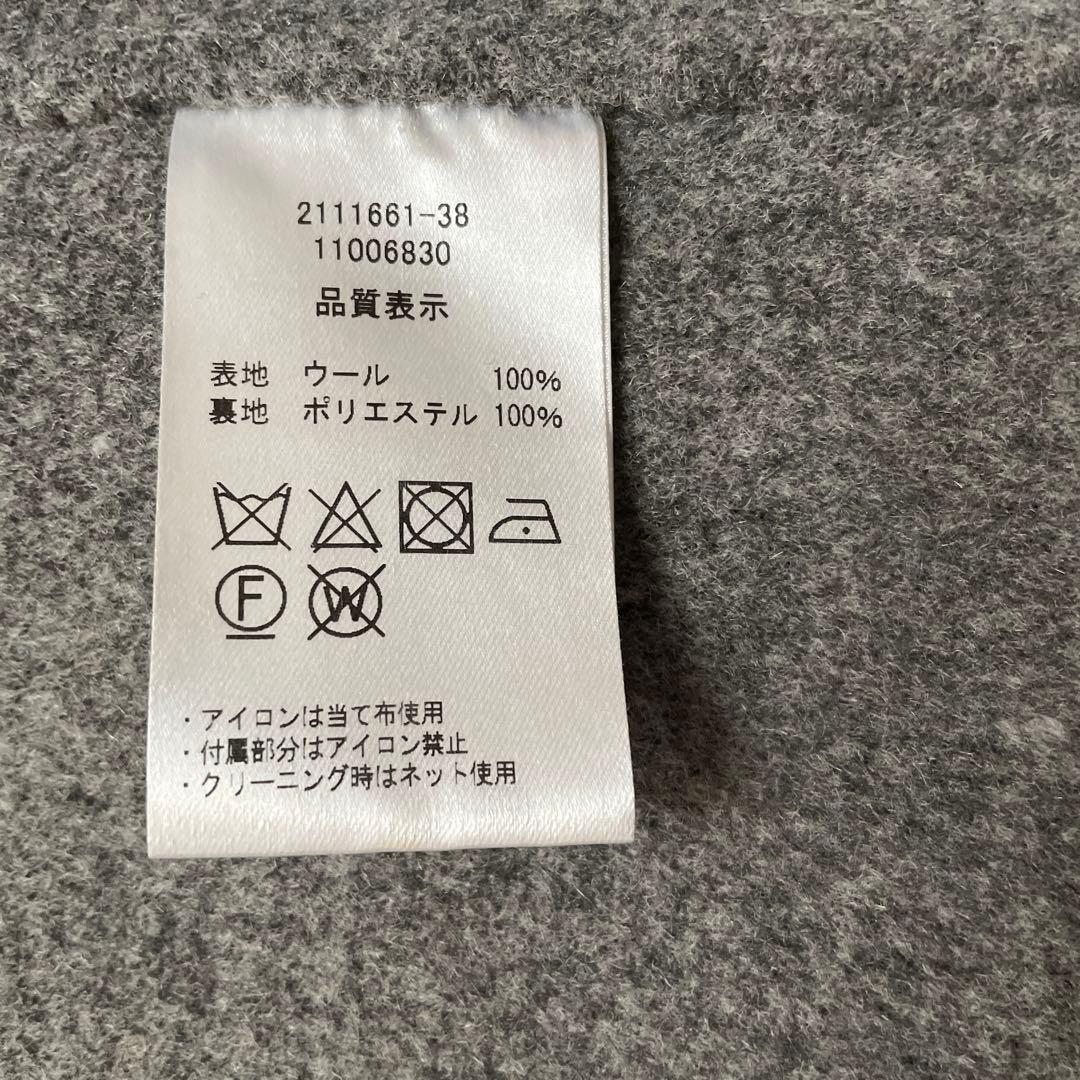 2111661-38
11006830
品質表示
表地 ウール 100%
裏地 ポリエステル 100%
F W
・アイロンは当て布使用
・付属部分はアイロン禁止
・クリーニング時はネット使用